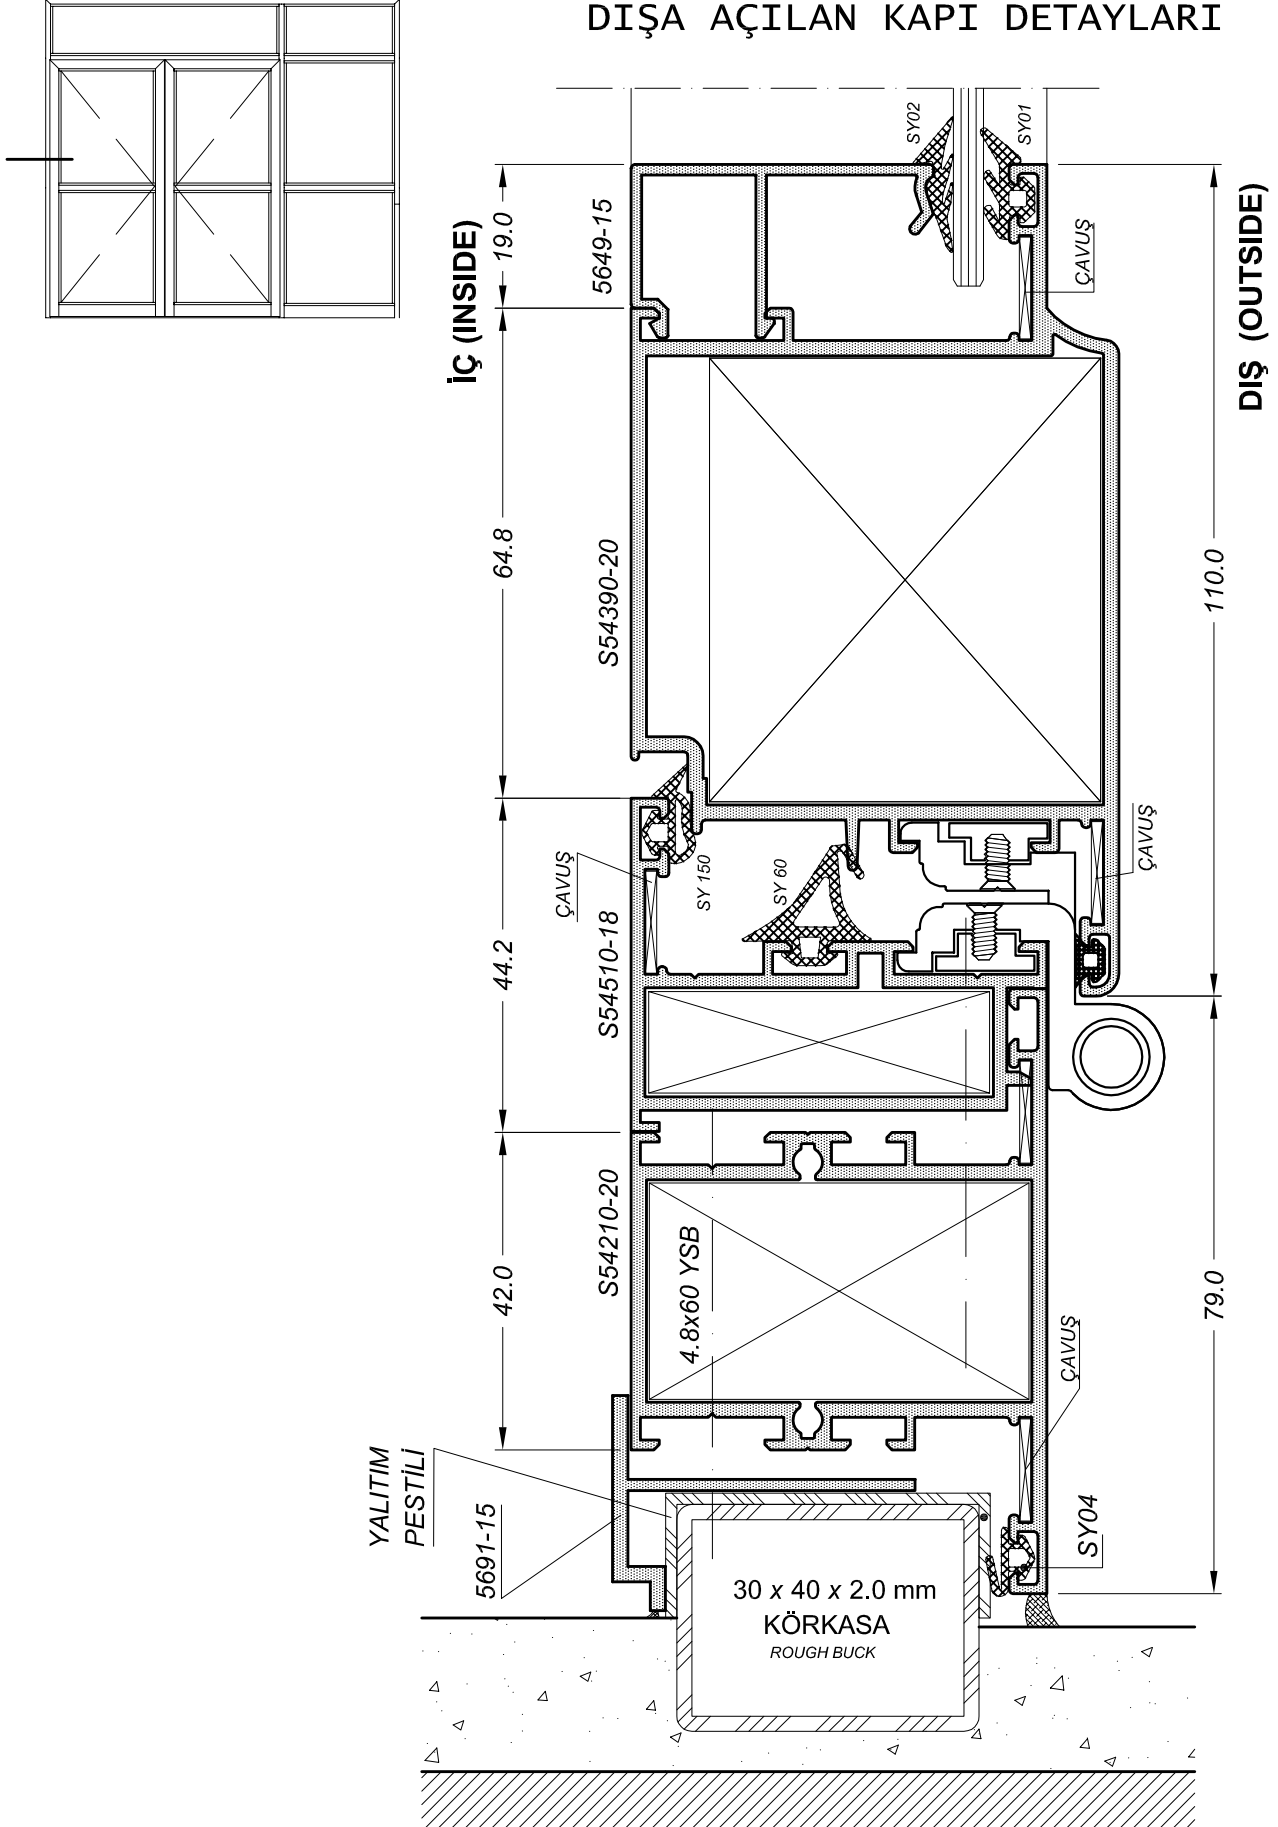 DIŞA AÇILAN KAPI DETAYLARI
SY02
SY01
İÇ (INSIDE)
19.0
5649-15
ÇAVUŞ
DIŞ (OUTSIDE)
64.8
S54390-20
110.0
ÇAVUŞ
SY 150
SY 60
ÇAVUŞ
44.2
S54510-18
42.0
S54210-20
4.8x60 YSB
79.0
ÇAVUŞ
YALITIM
PESTİLİ
5691-15
SY04
30 x 40 x 2.0 mm
KÖRKASA
ROUGH BUCK